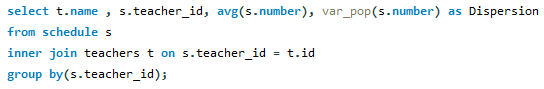 select t.name , s.teacher_id, avg(s.number), var_pop(s.number) as Dispersion
from schedule s
inner join teachers t on s.teacher_id = t.id
group by(s.teacher_id);